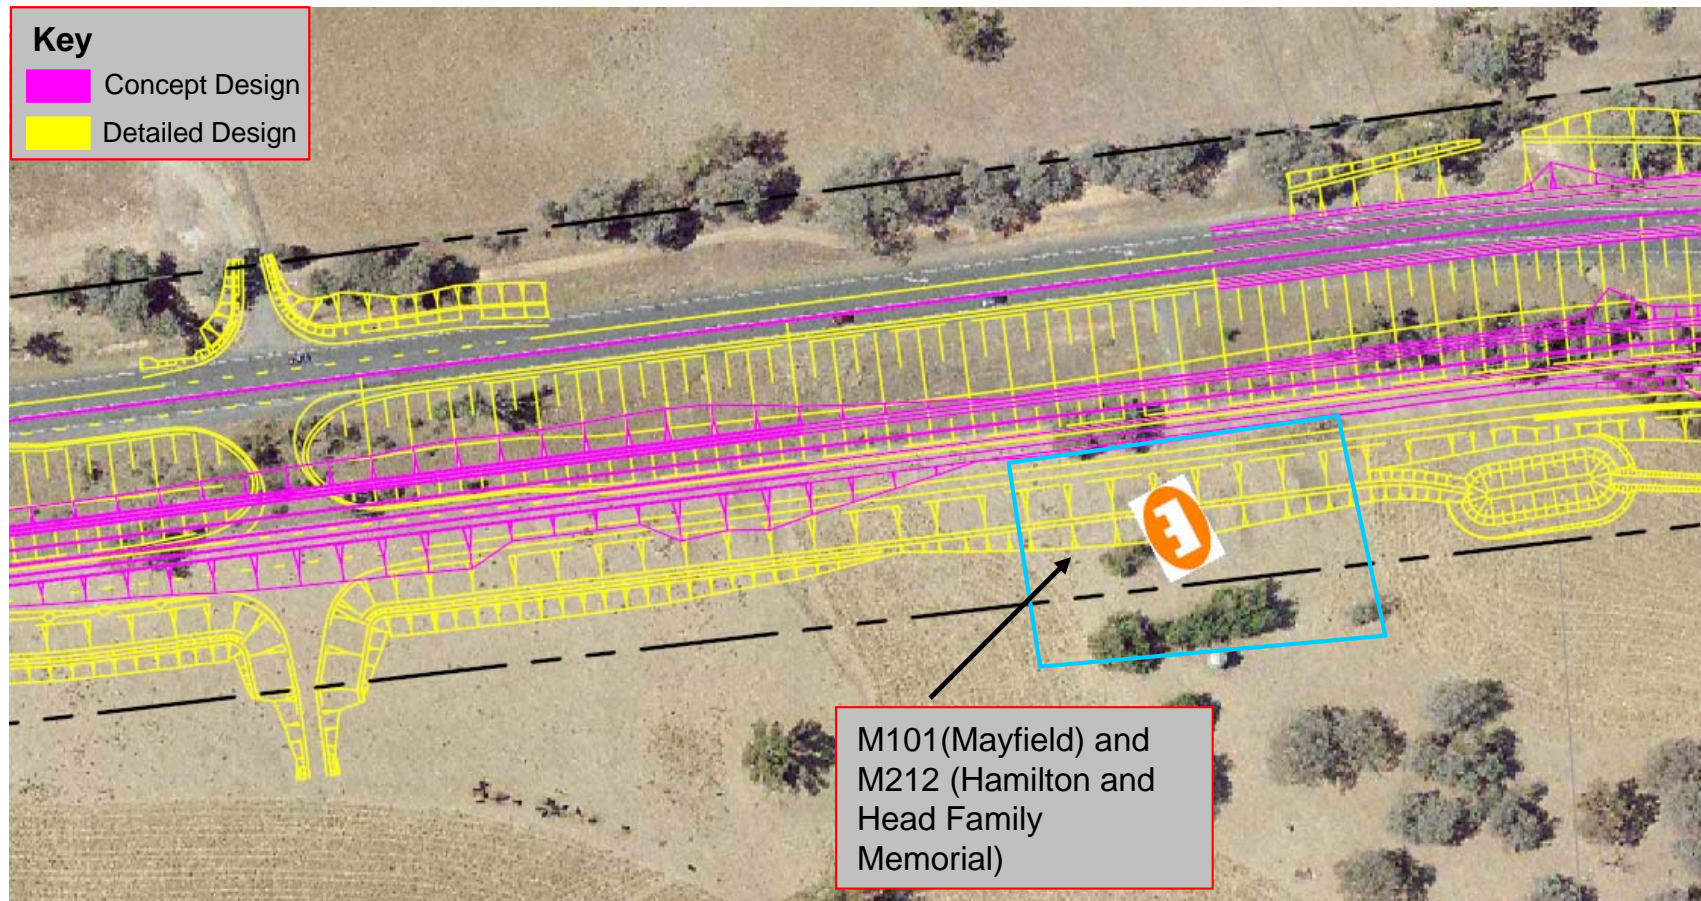 Key
Concept Design
Detailed Design
E
M101(Mayfield) and
M212 (Hamilton and
Head Family
Memorial)